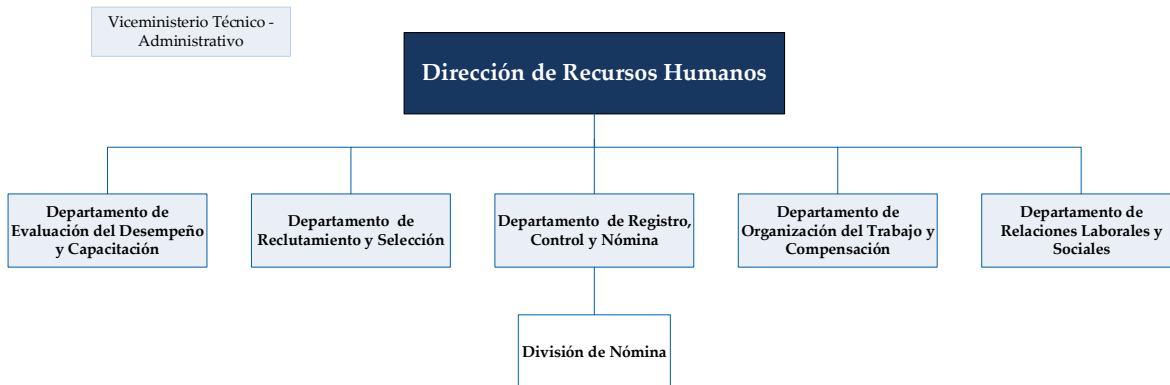 Viceministerio Técnico -
Administrativo
Dirección de Recursos Humanos
Departamento de
Evaluación del Desempeño
y Capacitación
Departamento de
Reclutamiento y Selección
Departamento de Registro,
Control y Nómina
Departamento de
Organización del Trabajo y
Compensación
Departamento de
Relaciones Laborales y
Sociales
División de Nómina